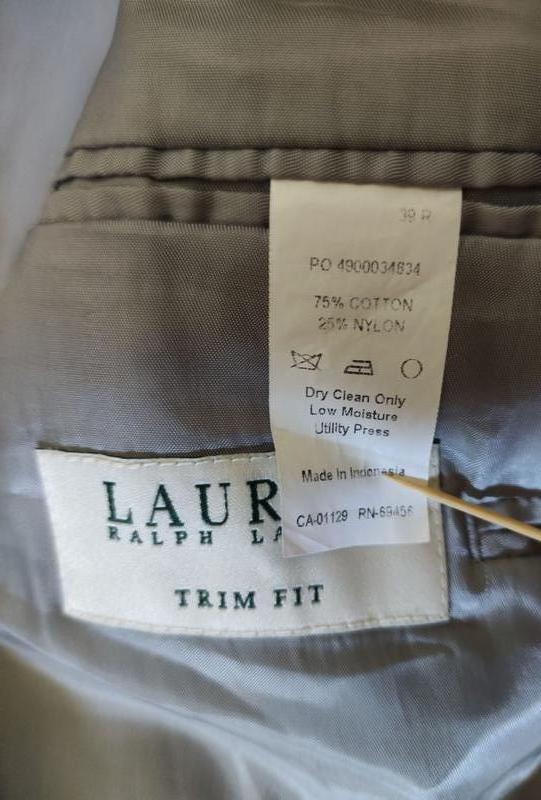 39 R
PO 4900034634
75% COTTON
25% NYLON
Dry Clean Only
Low Moisture
Utility Press
Made In Indonesia
CA-01129 RN-69456
LAUR
RALPH LA
TRIM FIT